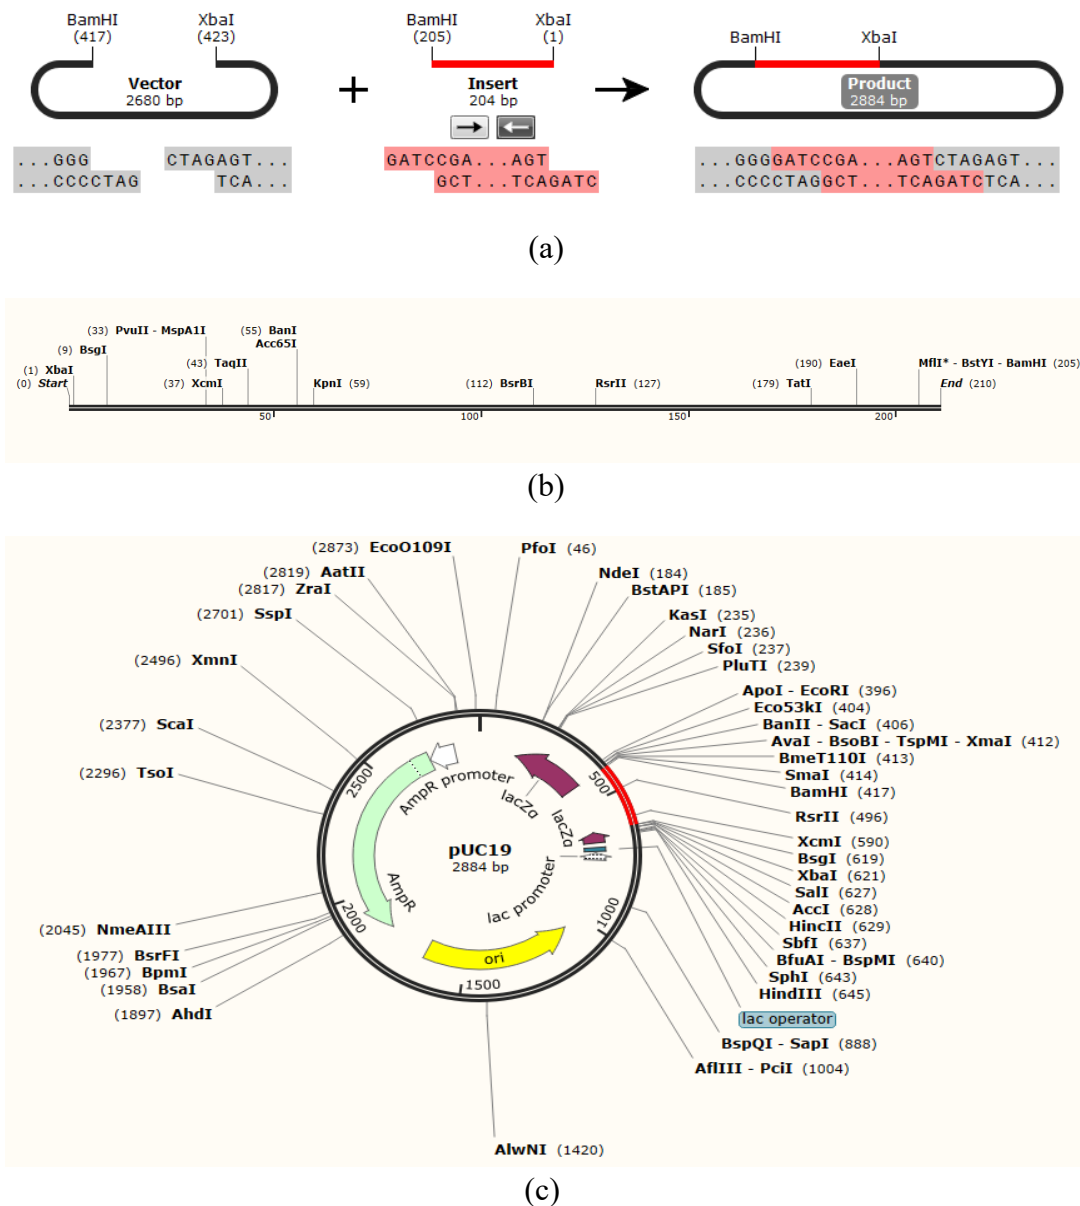 BamHI
(417)
XbaI
(423)
BamHI
(205)
XbaI
(1)
BamHI
XbaI
Vector
2680 bp
+
Insert
204 bp
Product
2884 bp
...GGG
...CCCCTAG
CTAGAGT...
TCA...
GATCCGA...AGT
GCT...TCAGATC
...GGGGATCCGA...AGTCTAGAGT...
...CCCCTAGGCT...TCAGATCTCA...
(a)
(33) PvuII - MspA1I
(55) BanI
Acc65I
(9) BsgI
(43) TaqII
(190) EaeI
MflI* - BstYI - BamHI (205)
(1) XbaI
(0) Start
(37) XcmI
KpnI (59)
(112) BsrBI
RsrII (127)
(179) TatI
End (210)
50
100
150
200
(b)
(2873) EcoO109I
PfoI (46)
(2819) AatII
(2817) ZraI
(2701) SspI
(2496) XmnI
(2377) ScaI
(2296) TsoI
(2045) NmeAIII
(1977) BsrFI
(1967) BpmI
(1958) BsaI
(1897) AhdI
NdeI (184)
BstAPI (185)
KasI (235)
NarI (236)
SfoI (237)
PluTI (239)
ApoI - EcoRI (396)
Eco53kI (404)
BanII - SacI (406)
AvaI - BsoBI - TspMI - XmaI (412)
BmeT110I (413)
SmaI (414)
BamHI (417)
RsrII (496)
XcmI (590)
BsgI (619)
XbaI (621)
SalI (627)
AccI (628)
HincII (629)
SbfI (637)
BfuAI - BspMI (640)
SphI (643)
HindIII (645)
lac operator
BspQI - SapI (888)
AflIII - PciI (1004)
AlwNI (1420)
500
1000
1500
2000
2500
AmpR promoter
lacZα
lacZα
lac promoter
AmpR
ori
pUC19
2884 bp
(c)